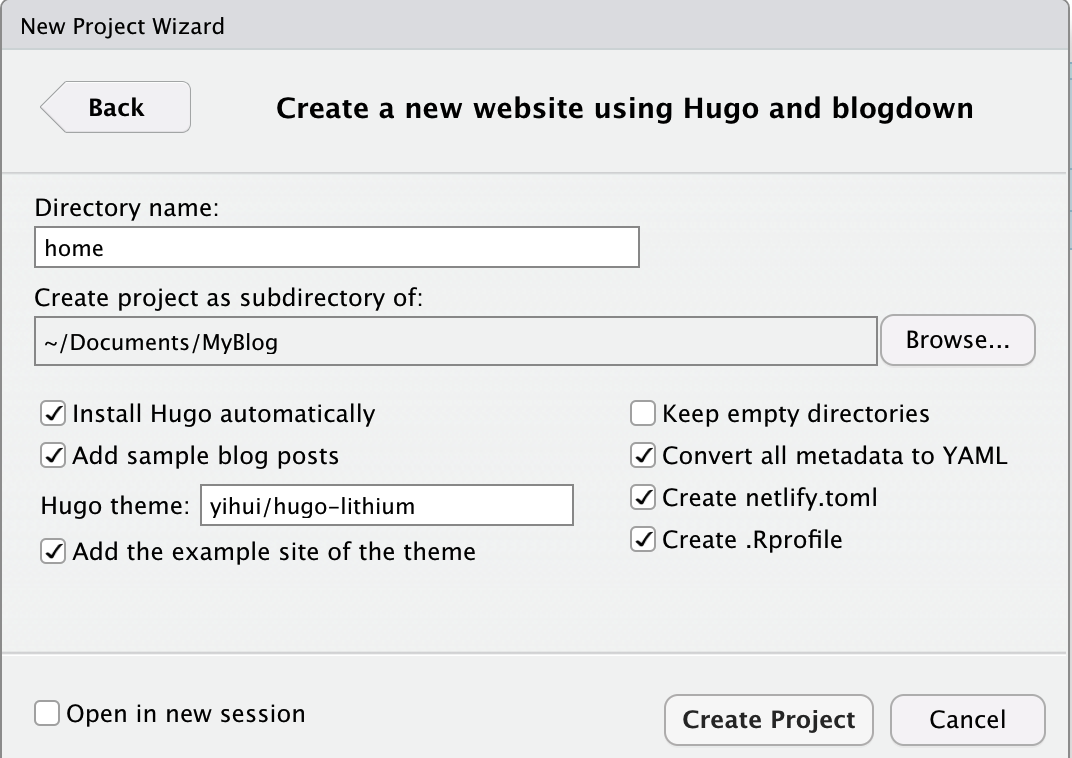 New Project Wizard
Back
Create a new website using Hugo and blogdown
Directory name:
home
Create project as subdirectory of:
~/Documents/MyBlog
Browse...
Install Hugo automatically
Keep empty directories
Add sample blog posts
Convert all metadata to YAML
Hugo theme: yihui/hugo-lithium
Create netlify.toml
Add the example site of the theme
Create .Rprofile
Open in new session
Create Project
Cancel